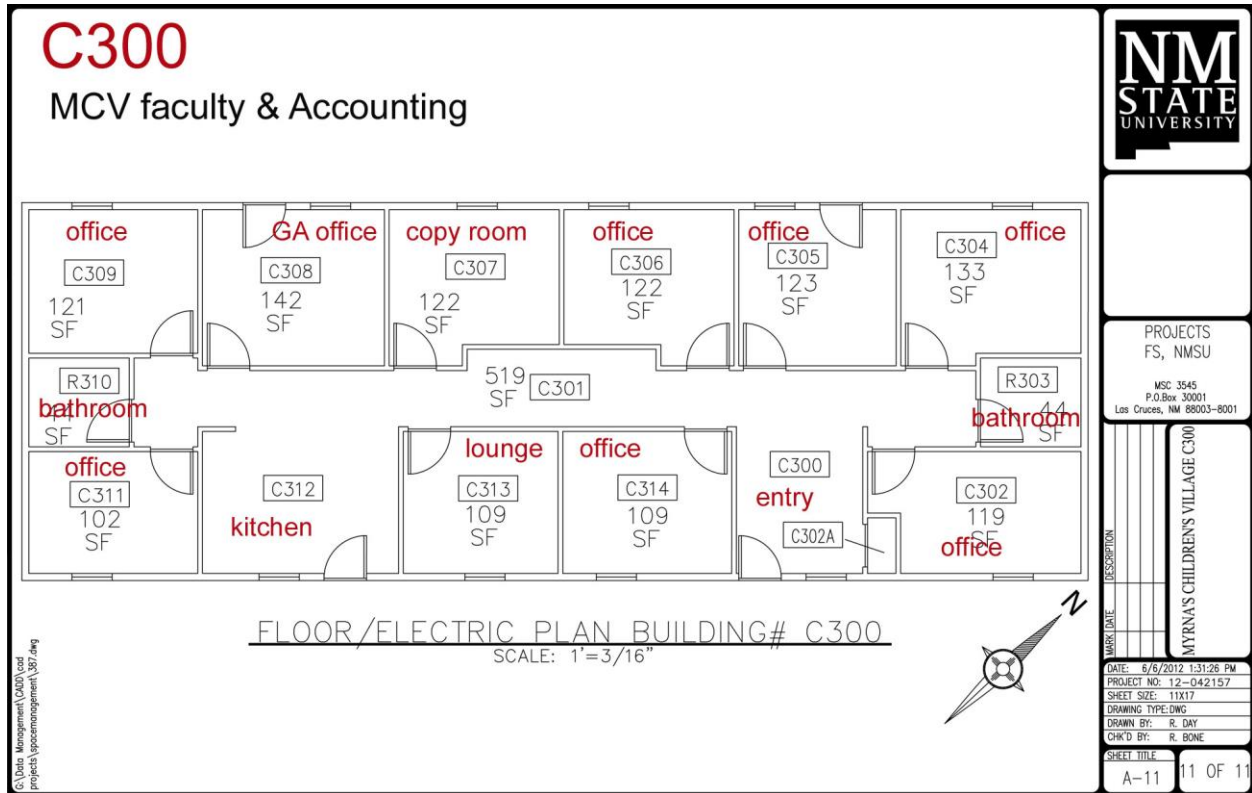 C300
MCV faculty & Accounting
NM
STATE
UNIVERSITY
office
GA office
copy room
office
office
office
C309
C308
C307
C306
C305
C304
121
SF
142
SF
122
SF
122
SF
123
SF
133
SF
R310
bathroom
44
SF
519
SF
C301
R303
bathroom
44
SF
office
C311
102
SF
C312
kitchen
lounge
C313
109
SF
office
C314
109
SF
C300
entry
C302A
C302
119
SF
office
FLOOR/ELECTRIC PLAN BUILDING# C300
SCALE: 1'=3/16"
N
G:\Data Management\CADD\cad
projects\spacemanagement\387.dwg
PROJECTS
FS, NMSU
MSC 3545
P.O.Box 30001
Las Cruces, NM 88003-8001
MARK DATE DESCRIPTION
MYRNA'S CHILDREN'S VILLAGE C300
DATE: 6/6/2012 1:31:26 PM
PROJECT NO: 12-042157
SHEET SIZE: 11X17
DRAWING TYPE:DWG
DRAWN BY: R. DAY
CHK'D BY: R. BONE
SHEET TITLE
A-11
11 OF 11